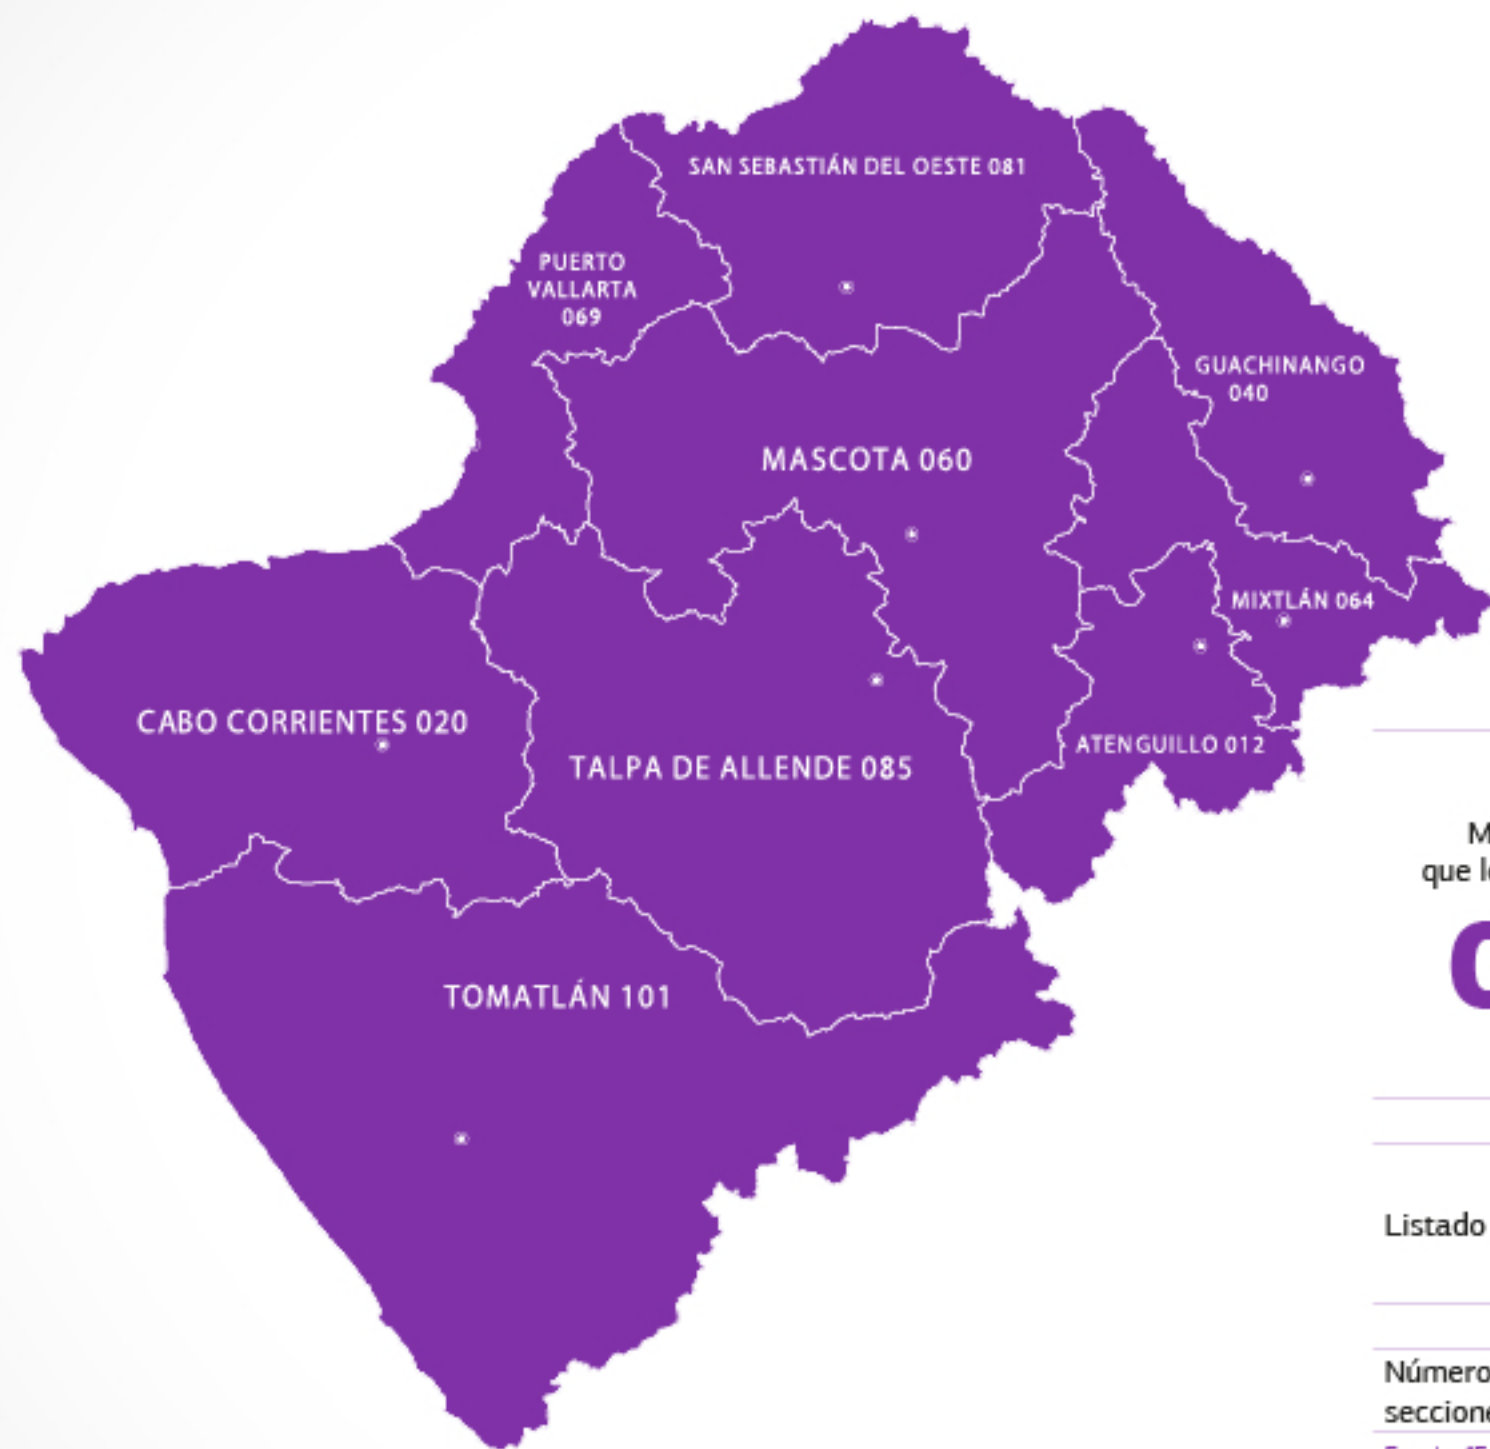 SAN SEBASTIÁN DEL OESTE 081
PUERTO
VALLARTA
069
GUACHINANGO
040
MASCOTA 060
MIXTLÁN 064
CABO CORRIENTES 020
ATENGUILLO 012
TALPA DE ALLENDE 085
TOMATLÁN 101
M
que l
Listado
Número
seccione